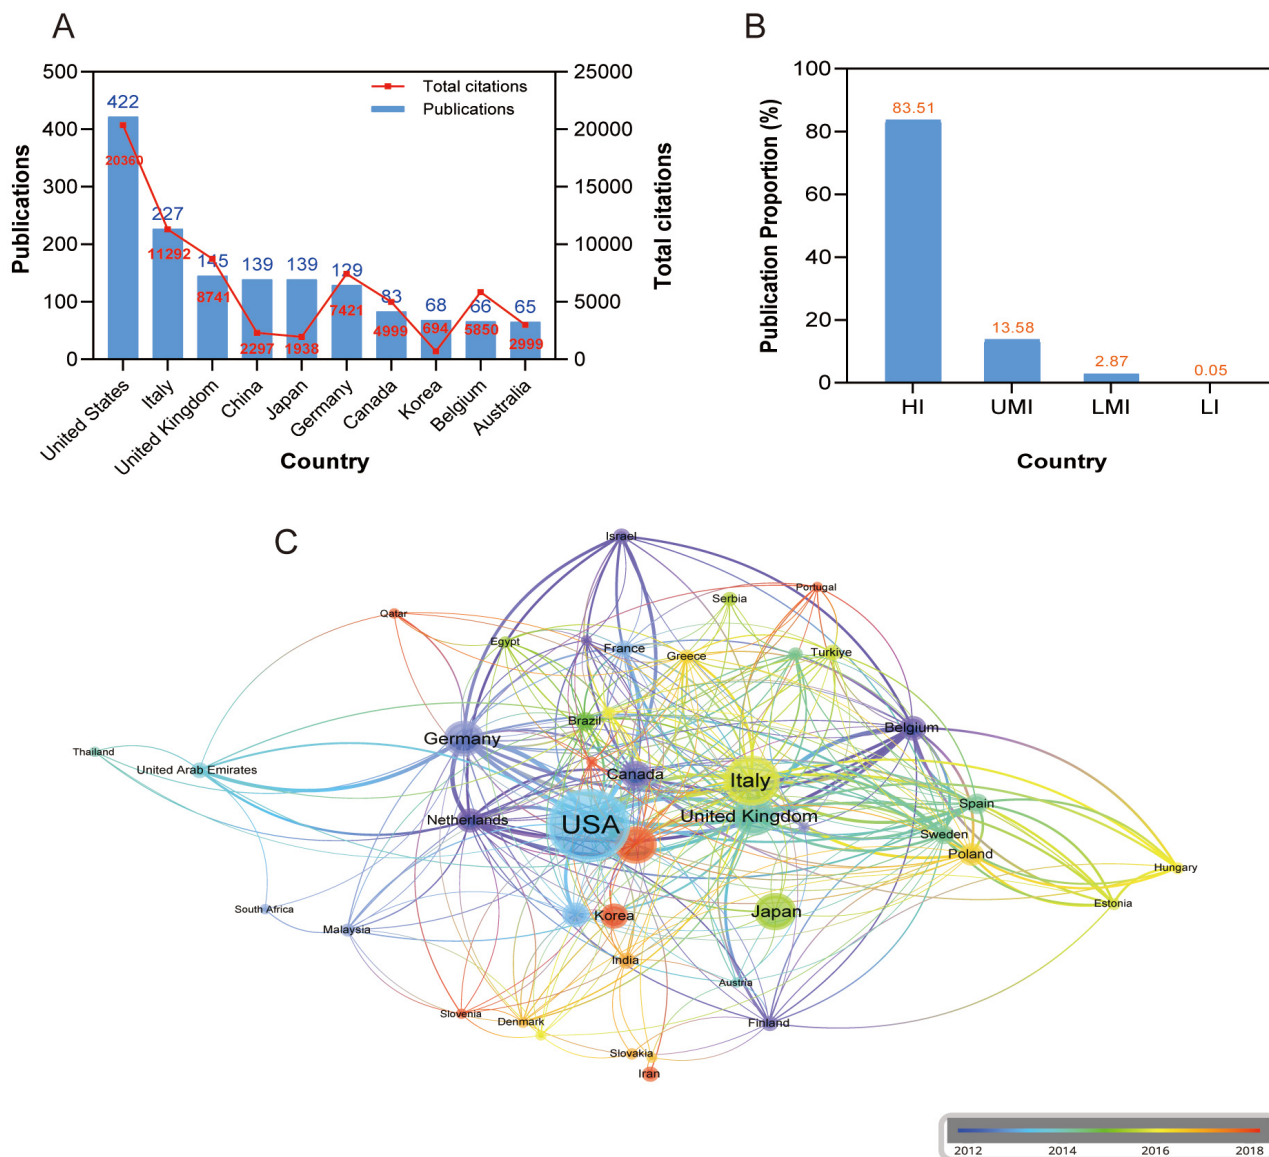 A
500
400
300
200
100
0
Publications
25000
20000
15000
10000
5000
0
Total citations
Total citations
Publications
422
227
145
139
139
129
83
68
66
65
20360
11292
8741
2297
1938
7421
4999
694
5850
2999
United States
Italy
United Kingdom
China
Japan
Germany
Canada
Korea
Belgium
Australia
Country
B
100
80
60
40
20
0
Publication Proportion (%)
83.51
13.58
2.87
0.05
HI
UMI
LMI
LI
Country
C
Israel
Portugal
Serbia
Qatar
Egypt
France
Greece
Turkiye
Brazil
Belgium
Germany
Thailand
United Arab Emirates
Canada
Italy
Spain
Netherlands
USA
United Kingdom
Sweden
Poland
Hungary
Estonia
South Africa
Korea
Japan
Malaysia
India
Austria
Slovenia
Denmark
Finland
Slovakia
Iran
2012
2014
2016
2018